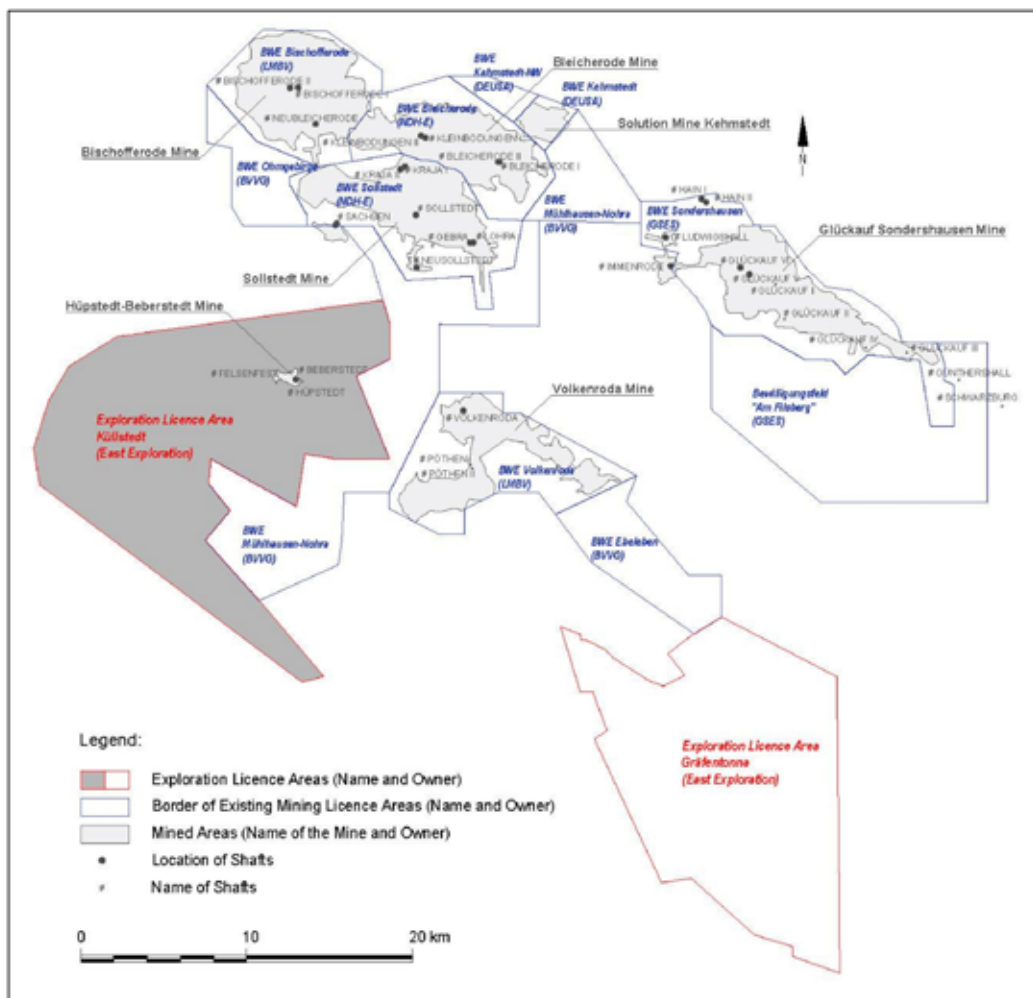 BWE Bischofferode
(LMBV)
# BISCHOFFERODE II
# BISCHOFFERODE I
# NEUBLEICHERODE
Bischofferode Mine
BWE
Kehmstedt-NW
(DEUSA)
Bleicherode Mine
BWE Kehmstedt
(DEUSA)
Solution Mine Kehmstedt
BWE Bleicherode
(NDH-E)
# KLEINBODUNGEN
# KLEINBODUNGEN II
# BLEICHERODE II
# BLEICHERODE I
BWE Ohmgebirge
(BVVG)
# KRAJA II
# KRAJA I
BWE Sollstedt
(NDH-E)
# SOLLSTEDT
# SACHSEN
# GEBRA
# LOHRA
# NEUSOLLSTEDT
Sollstedt Mine
BWE
Mühlhausen-Nohra
(BVVG)
N
# HAIN I
# HAIN II
BWE Sondershausen
(GSES)
# LUDWIGSHALL
Glückauf Sondershausen Mine
# IMMENRODE
# GLÜCKAUF VI
# GLÜCKAUF V
# GLÜCKAUF I
# GLÜCKAUF II
# GLÜCKAUF IV
# GLÜCKAUF III
# GÜNTHERSHALL
# SCHWARZBURG
Bewilligungsfeld
(GSES)
Hüpstedt-Beberstedt Mine
# FELSENFEST
# BEBERSTEDT
# HÜPSTEDT
Exploration Licence Area
Küllstedt
(East Exploration)
Volkenroda Mine
# VOLKENRODA
# PÖTHEN I
# PÖTHEN II
BWE Volkenroda
(LMBV)
BWE
Mühlhausen-Nohra
(BVVG)
BWE Ebeleben
(BVVG)
Exploration Licence Area
Gräfentonna
(East Exploration)
Legend:
Exploration Licence Areas (Name and Owner)
Border of Existing Mining Licence Areas (Name and Owner)
Mined Areas (Name of the Mine and Owner)
Location of Shafts
# Name of Shafts
0 10 20 km